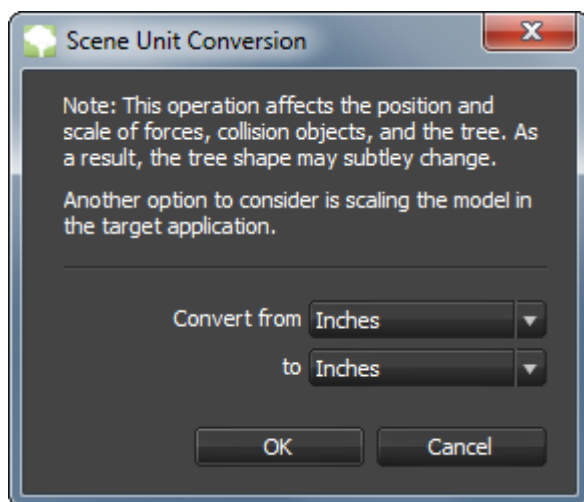 Scene Unit Conversion
Note: This operation affects the position and
scale of forces, collision objects, and the tree. As
a result, the tree shape may subtley change.
Another option to consider is scaling the model in
the target application.
Convert from Inches
to Inches
OK Cancel